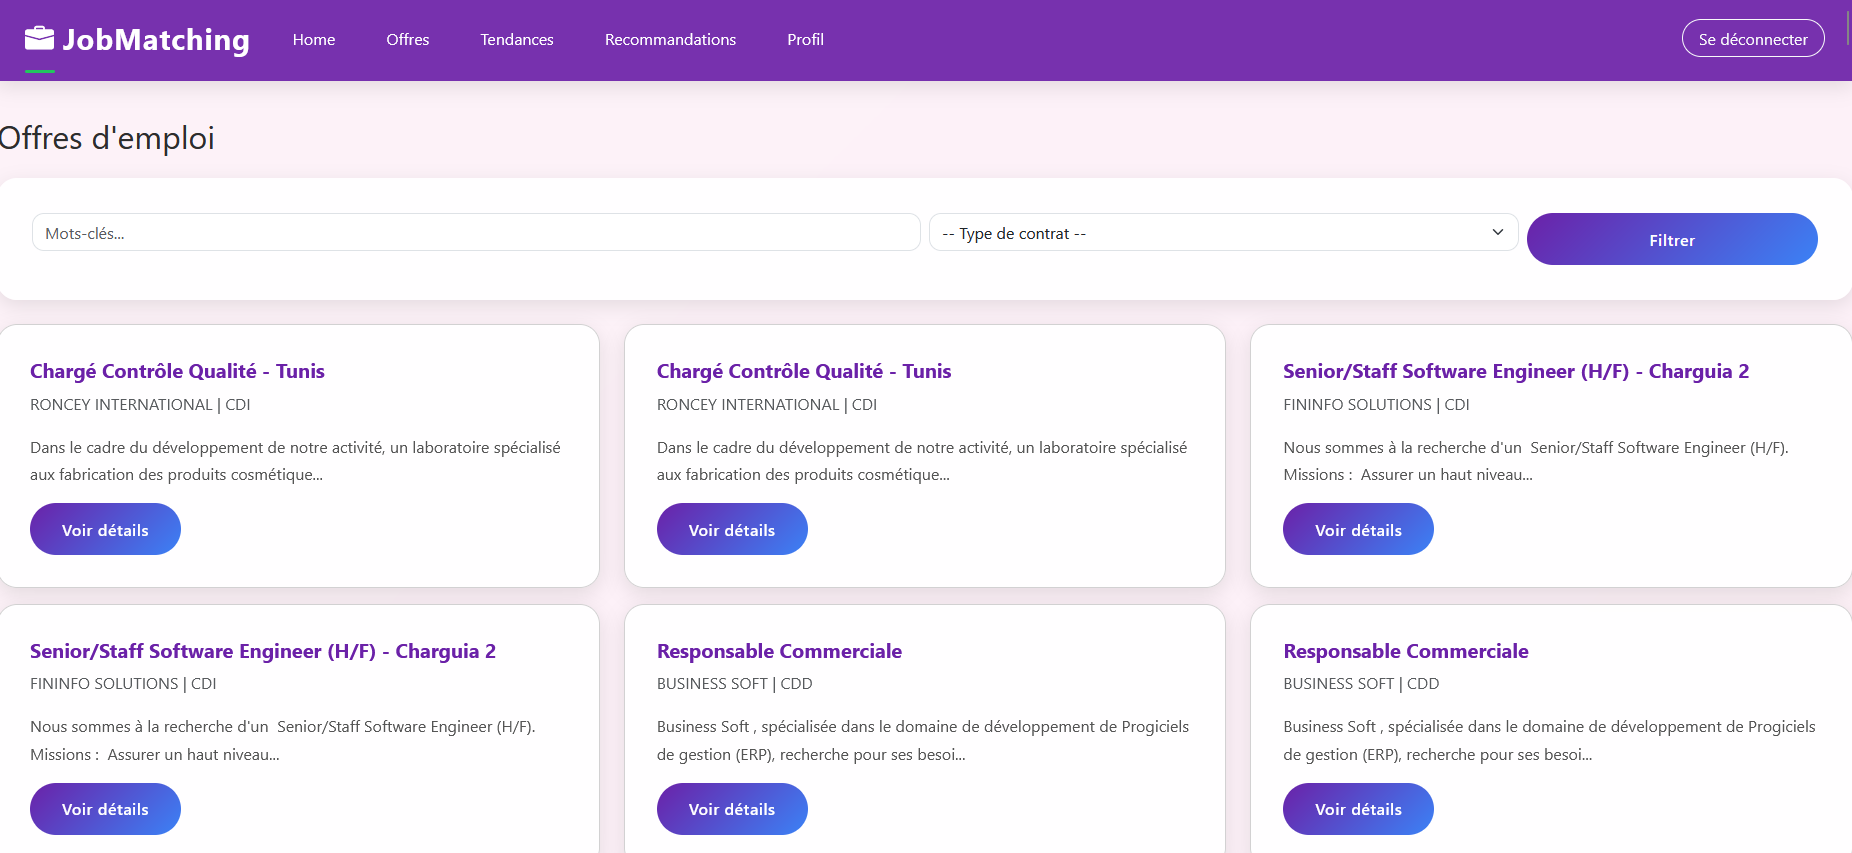 JobMatching Home Offres Tendances Recommandations Profil Se déconnecter
Offres d'emploi
Mots-clés... -- Type de contrat -- Filtrer
Chargé Contrôle Qualité - Tunis
RONCEY INTERNATIONAL | CDI
Dans le cadre du développement de notre activité, un laboratoire spécialisé
aux fabrication des produits cosmétique...
Voir détails
Chargé Contrôle Qualité - Tunis
RONCEY INTERNATIONAL | CDI
Dans le cadre du développement de notre activité, un laboratoire spécialisé
aux fabrication des produits cosmétique...
Voir détails
Senior/Staff Software Engineer (H/F) - Charguia 2
FININFO SOLUTIONS | CDI
Nous sommes à la recherche d'un  Senior/Staff Software Engineer (H/F).
Missions :  Assurer un haut niveau...
Voir détails
Senior/Staff Software Engineer (H/F) - Charguia 2
FININFO SOLUTIONS | CDI
Nous sommes à la recherche d'un  Senior/Staff Software Engineer (H/F).
Missions :  Assurer un haut niveau...
Voir détails
Responsable Commerciale
BUSINESS SOFT | CDD
Business Soft , spécialisée dans le domaine de développement de Progiciels
de gestion (ERP), recherche pour ses besoi...
Voir détails
Responsable Commerciale
BUSINESS SOFT | CDD
Business Soft , spécialisée dans le domaine de développement de Progiciels
de gestion (ERP), recherche pour ses besoi...
Voir détails